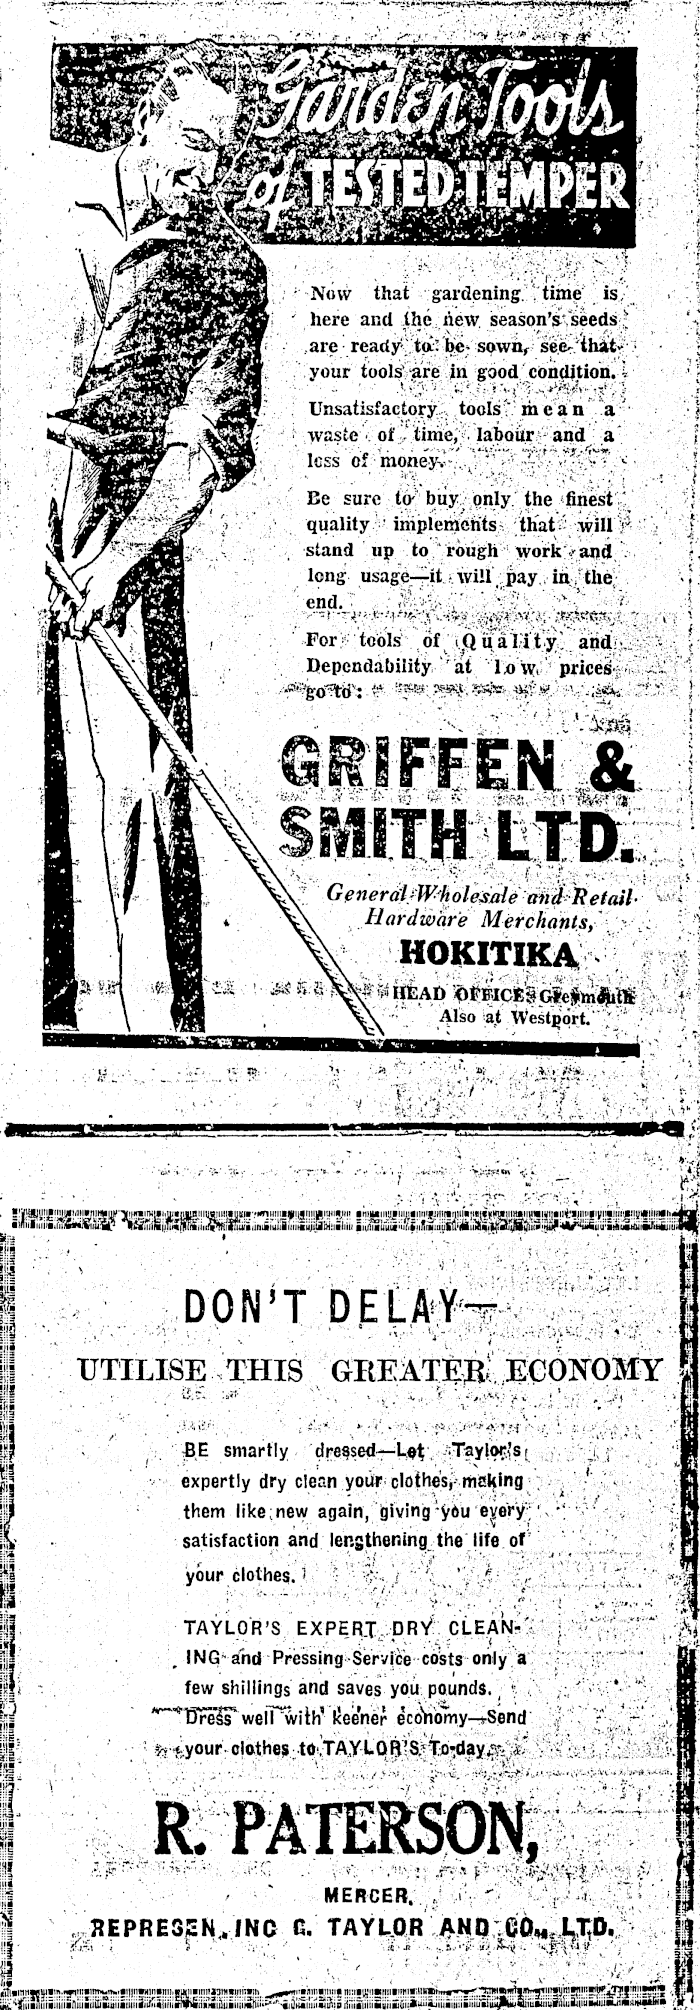 Garden Tools
of TESTED TEMPER
Now that gardening time is
here and the new season's seeds
are ready to be sown, see that
your tools are in good condition.
Unsatisfactory tools mean a
waste of time, labour and a
loss of money.
Be sure to buy only the finest
quality implements that will
stand up to rough work and
long usage—it will pay in the
end.
For tools of Quality and
Dependability at low prices
go to:
GRIFFEN &
SMITH LTD.
General Wholesale and Retail
Hardware Merchants,
HOKITIKA
HEAD OFFICE: Greymouth
Also at Westport.
DON'T DELAY—
UTILISE THIS GREATER ECONOMY
BE smartly dressed—Let Taylor's
expertly dry clean your clothes, making
them like new again, giving you every
satisfaction and lengthening the life of
your clothes.
TAYLOR'S EXPERT DRY CLEAN-
ING and Pressing Service costs only a
few shillings and saves you pounds.
Dress well with keener economy—Send
your clothes to TAYLOR'S To-day.
R. PATERSON,
MERCER,
REPRESEN. ING G. TAYLOR AND CO., LTD.